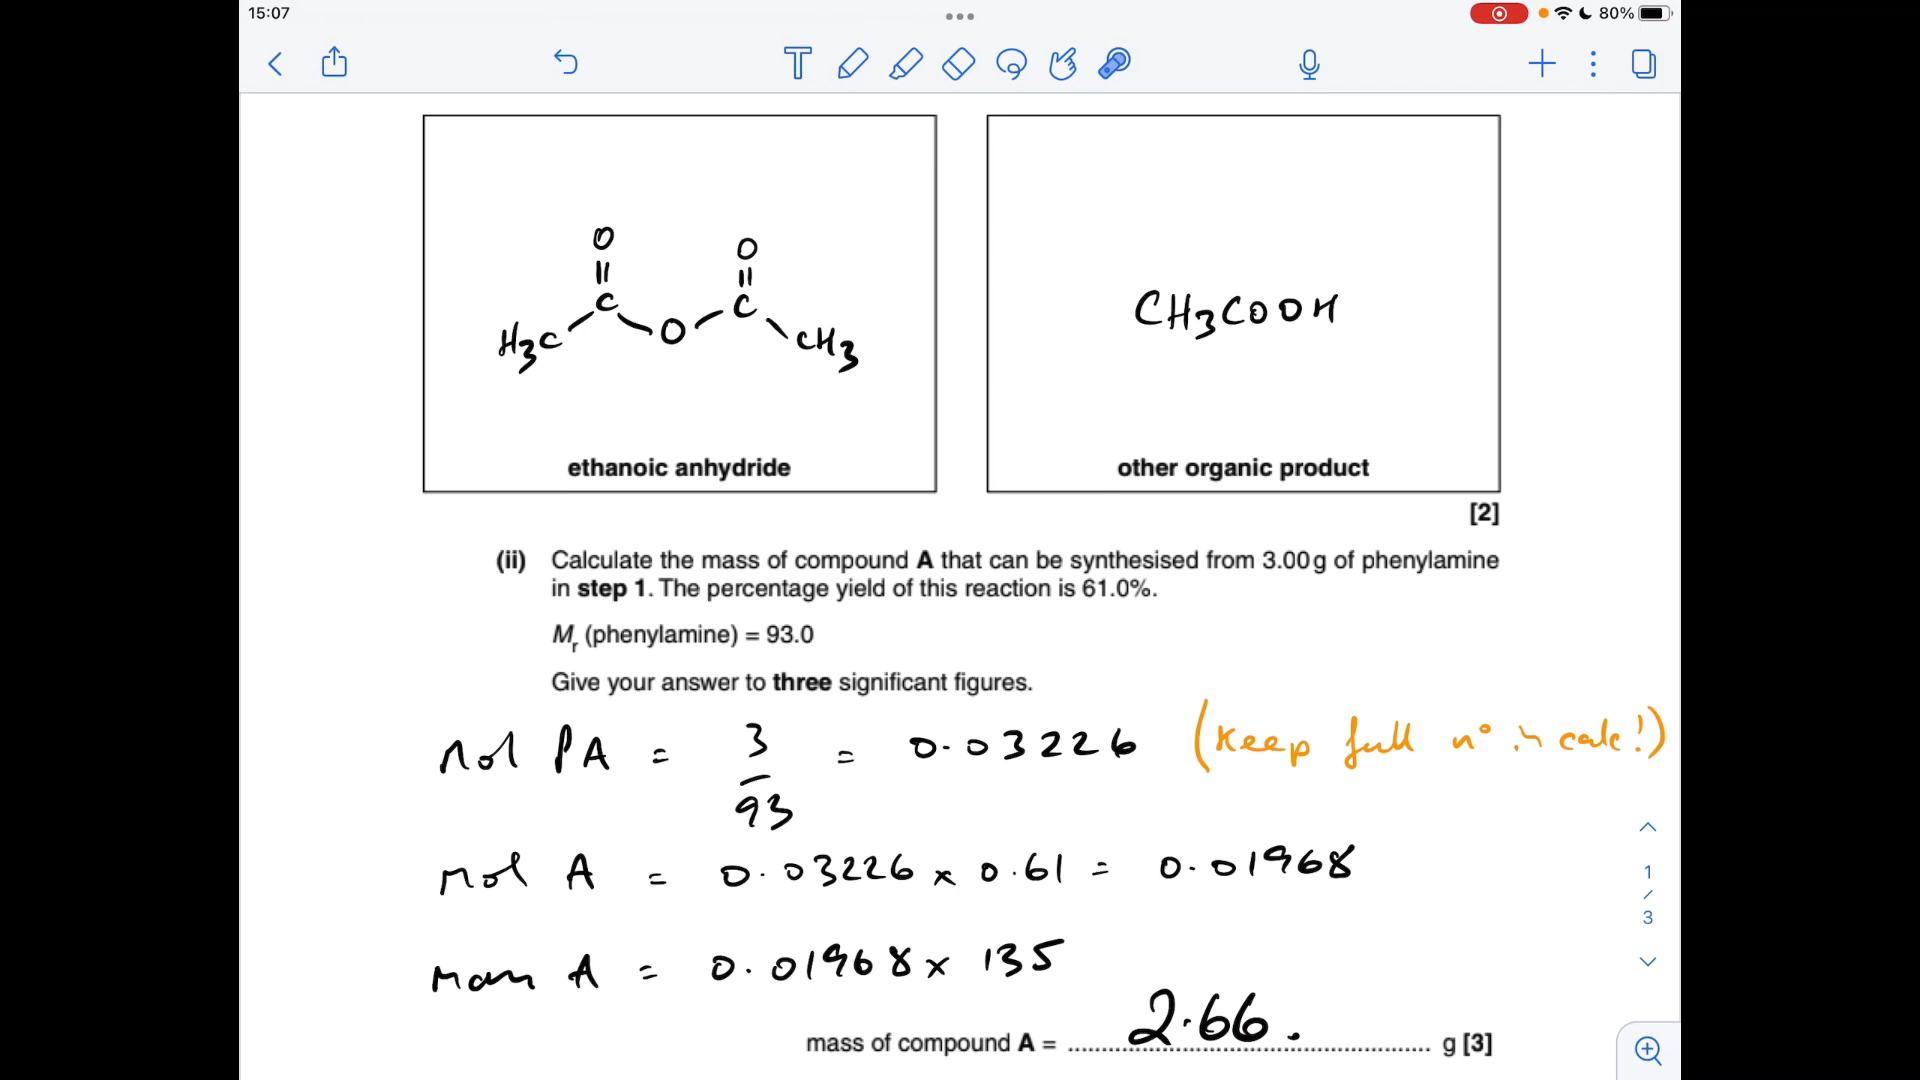 15:07
80%
O O
|| ||
C C
H3C O CH3
CH3COOH
ethanoic anhydride
other organic product
[2]
(ii) Calculate the mass of compound A that can be synthesised from 3.00 g of phenylamine
in step 1. The percentage yield of this reaction is 61.0%.
Mr (phenylamine) = 93.0
Give your answer to three significant figures.
mol PA = 3/93 = 0.03226 (Keep full nº in calc!)
mol A = 0.03226 x 0.61 = 0.01968
mass A = 0.01968 x 135
mass of compound A = 2.66. g [3]
1
/
3